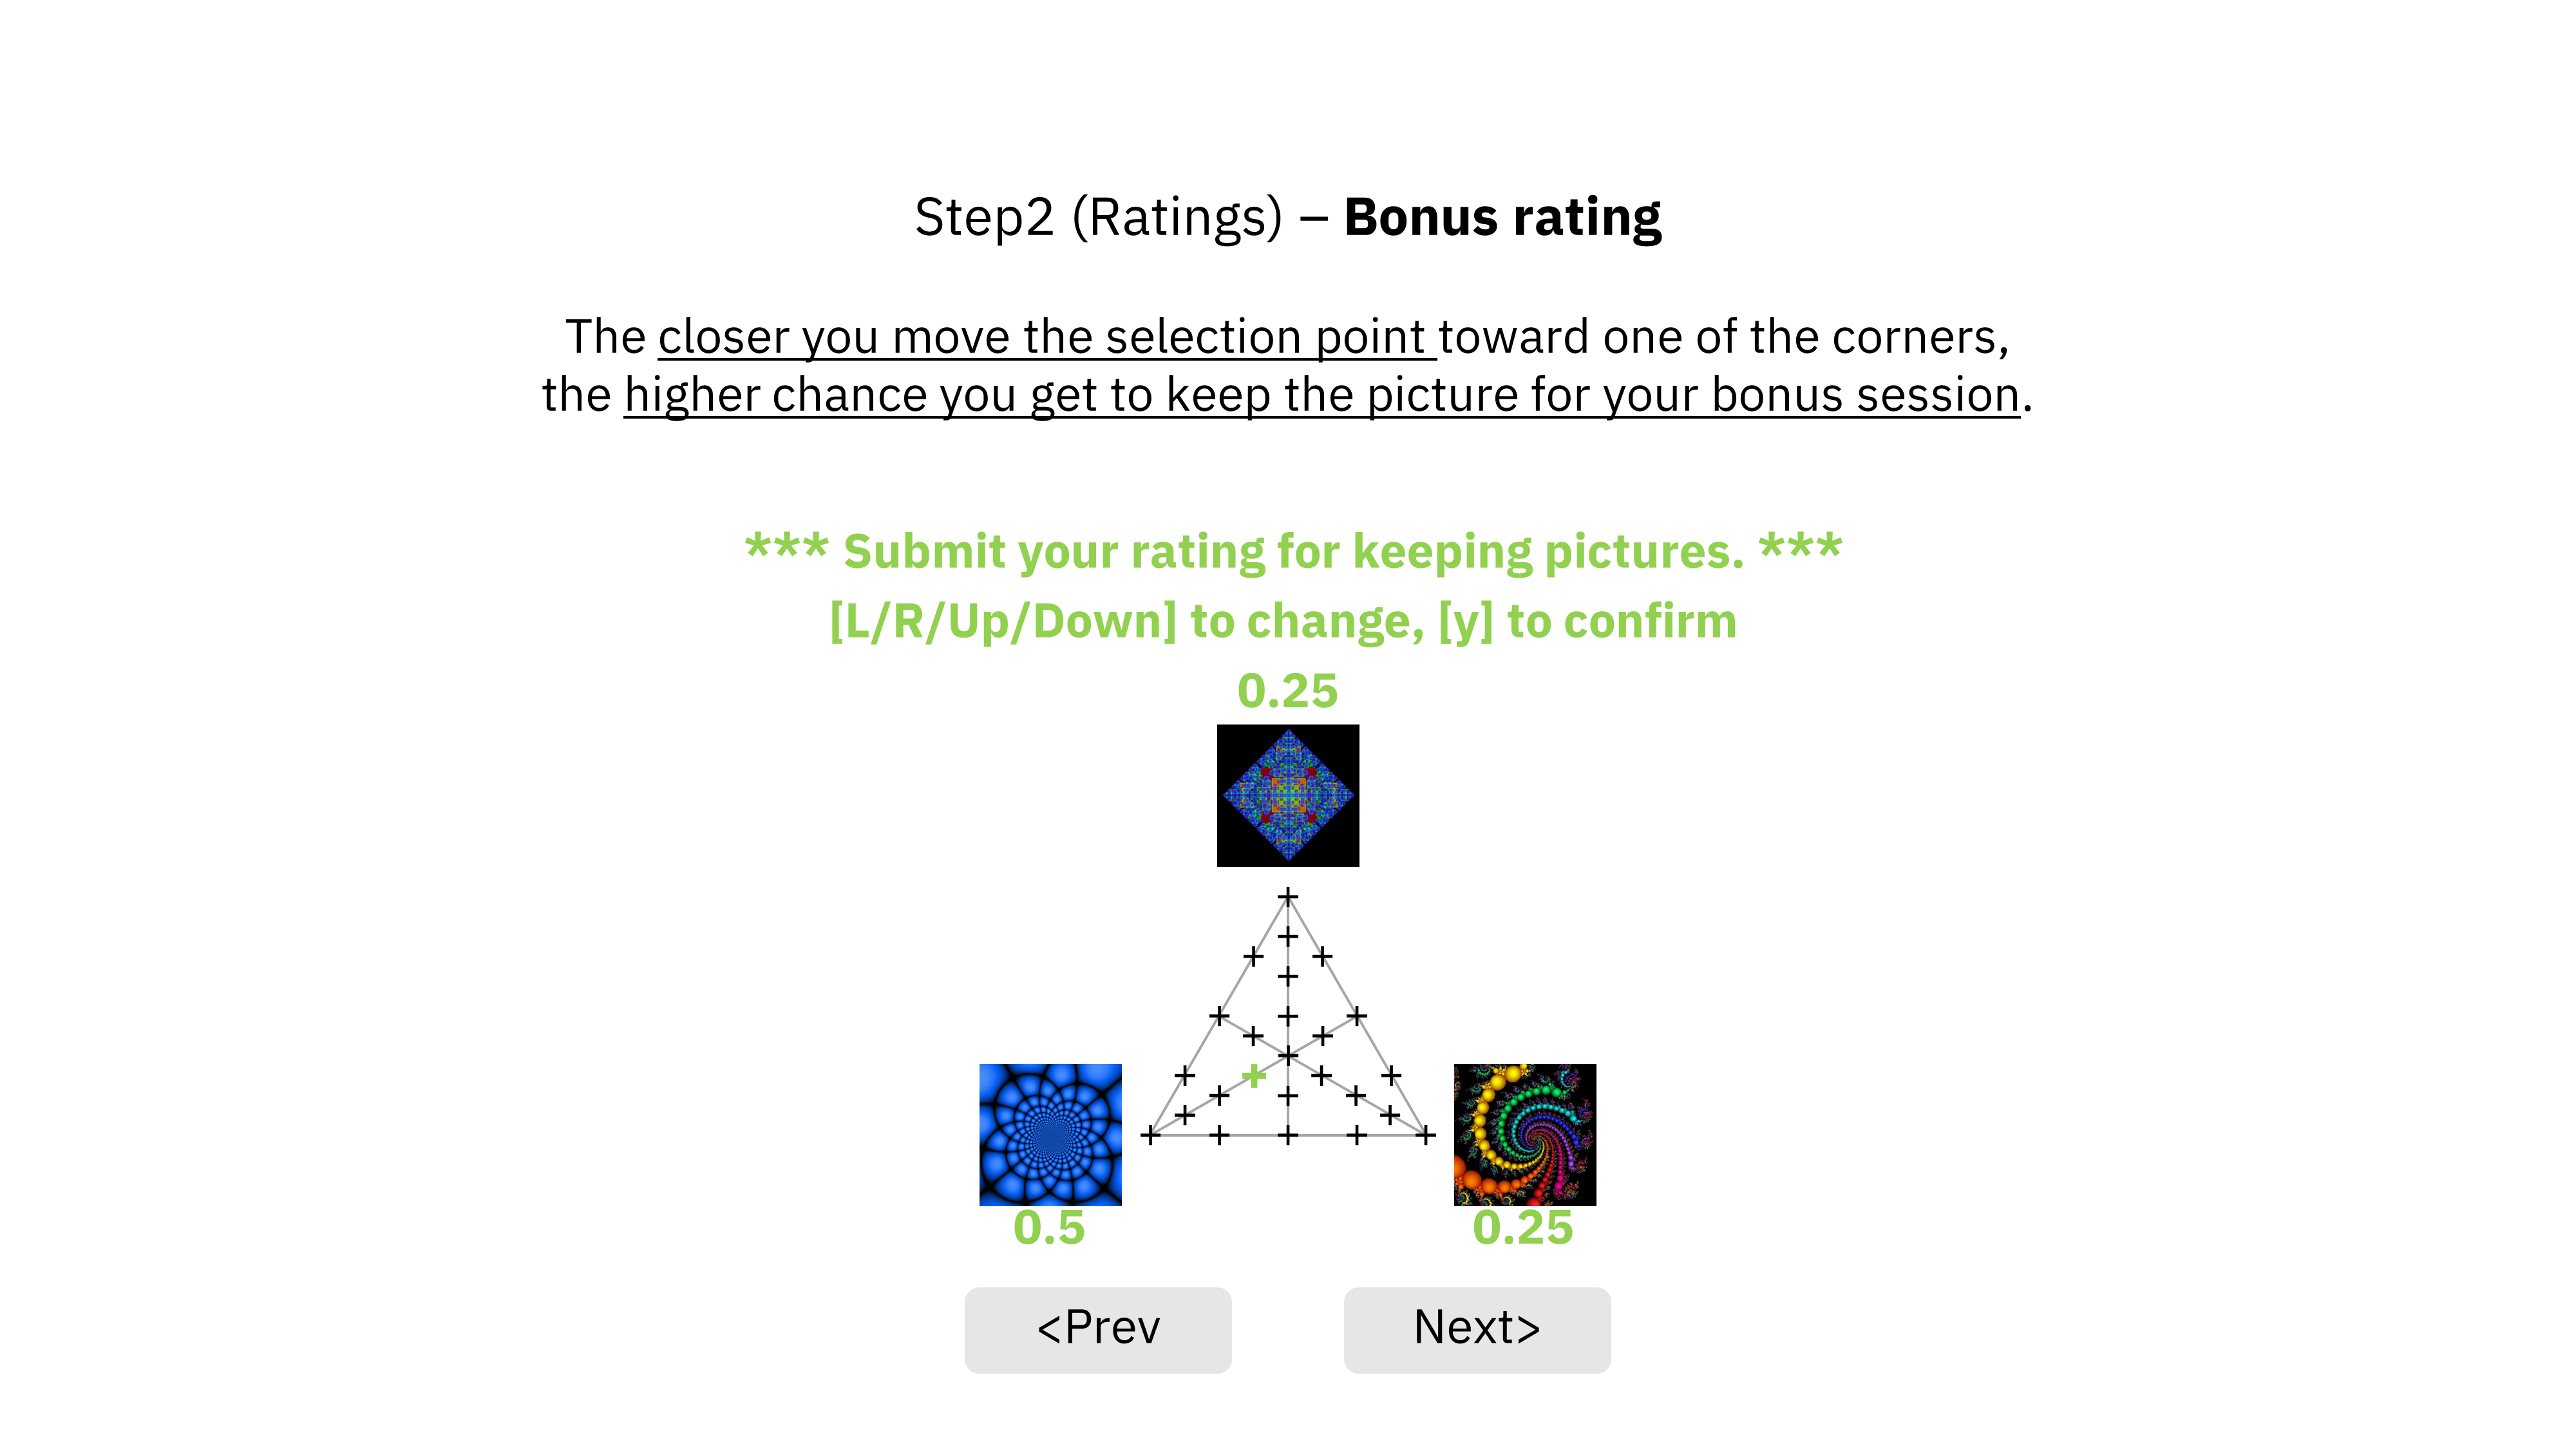 Step2 (Ratings) – Bonus rating
The closer you move the selection point toward one of the corners,
the higher chance you get to keep the picture for your bonus session.
*** Submit your rating for keeping pictures. ***
[L/R/Up/Down] to change, [y] to confirm
0.25
0.5
0.25
<Prev
Next>